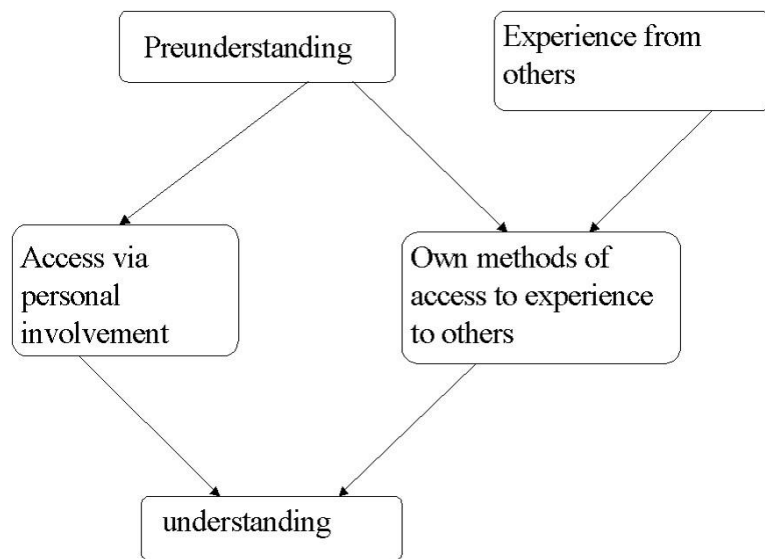 Preunderstanding
Experience from
others
Access via
personal
involvement
Own methods of
access to experience
to others
understanding